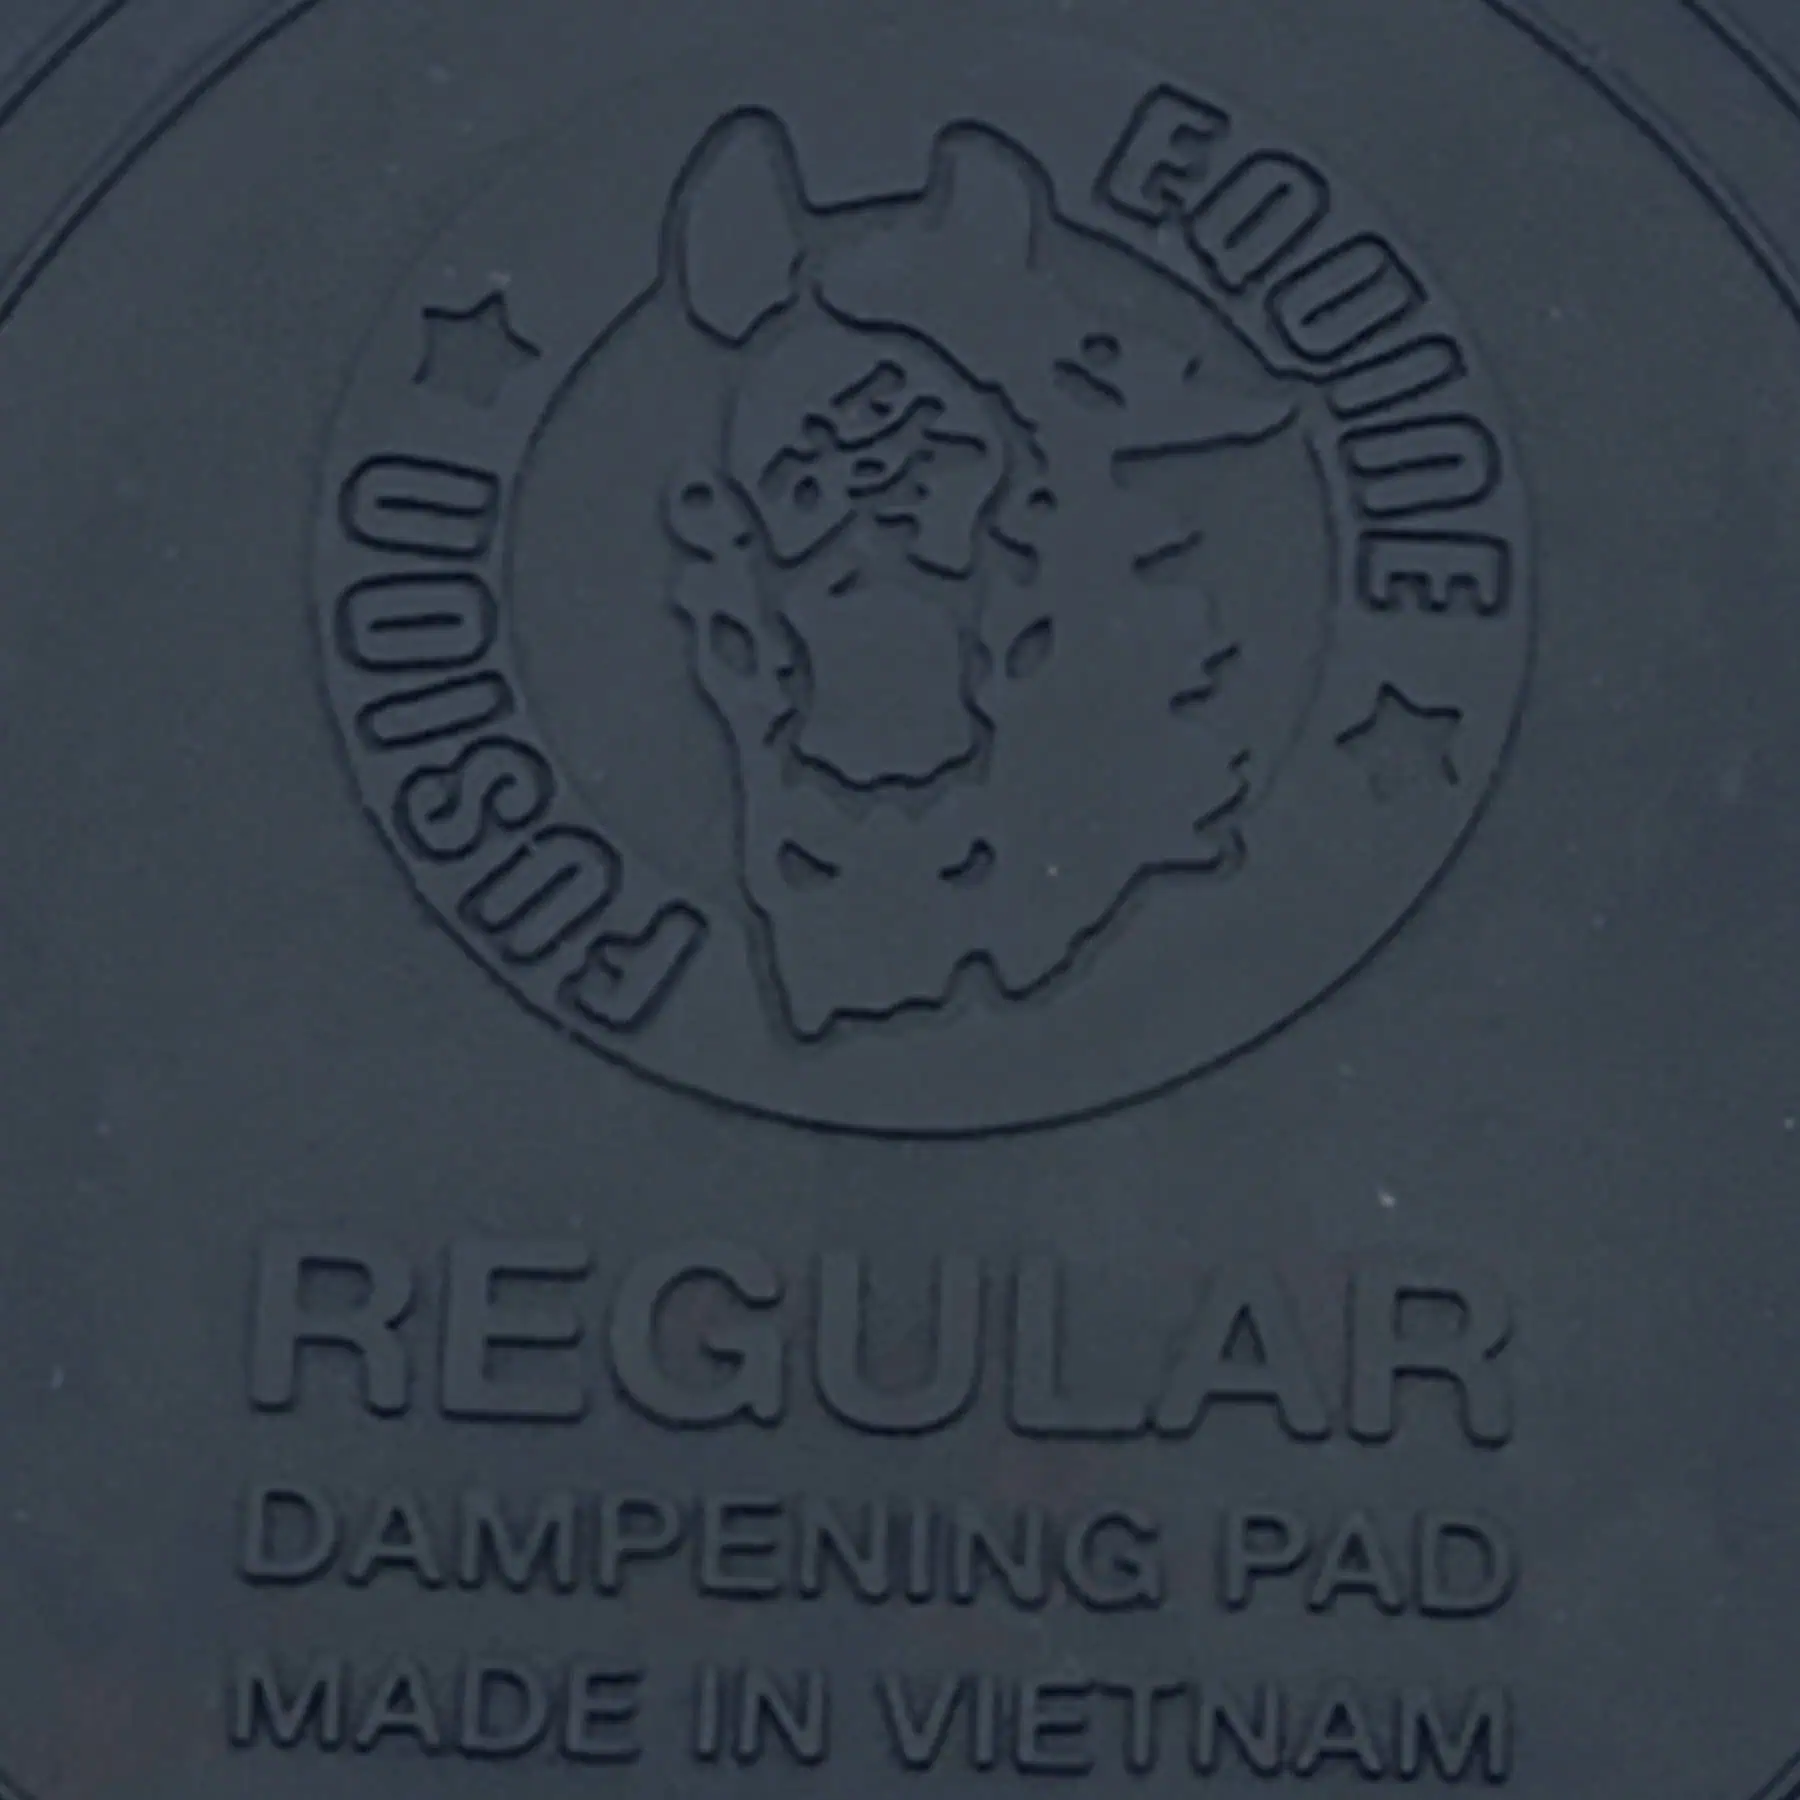 EQUINE
FUSION
REGULAR
DAMPENING PAD
MADE IN VIETNAM